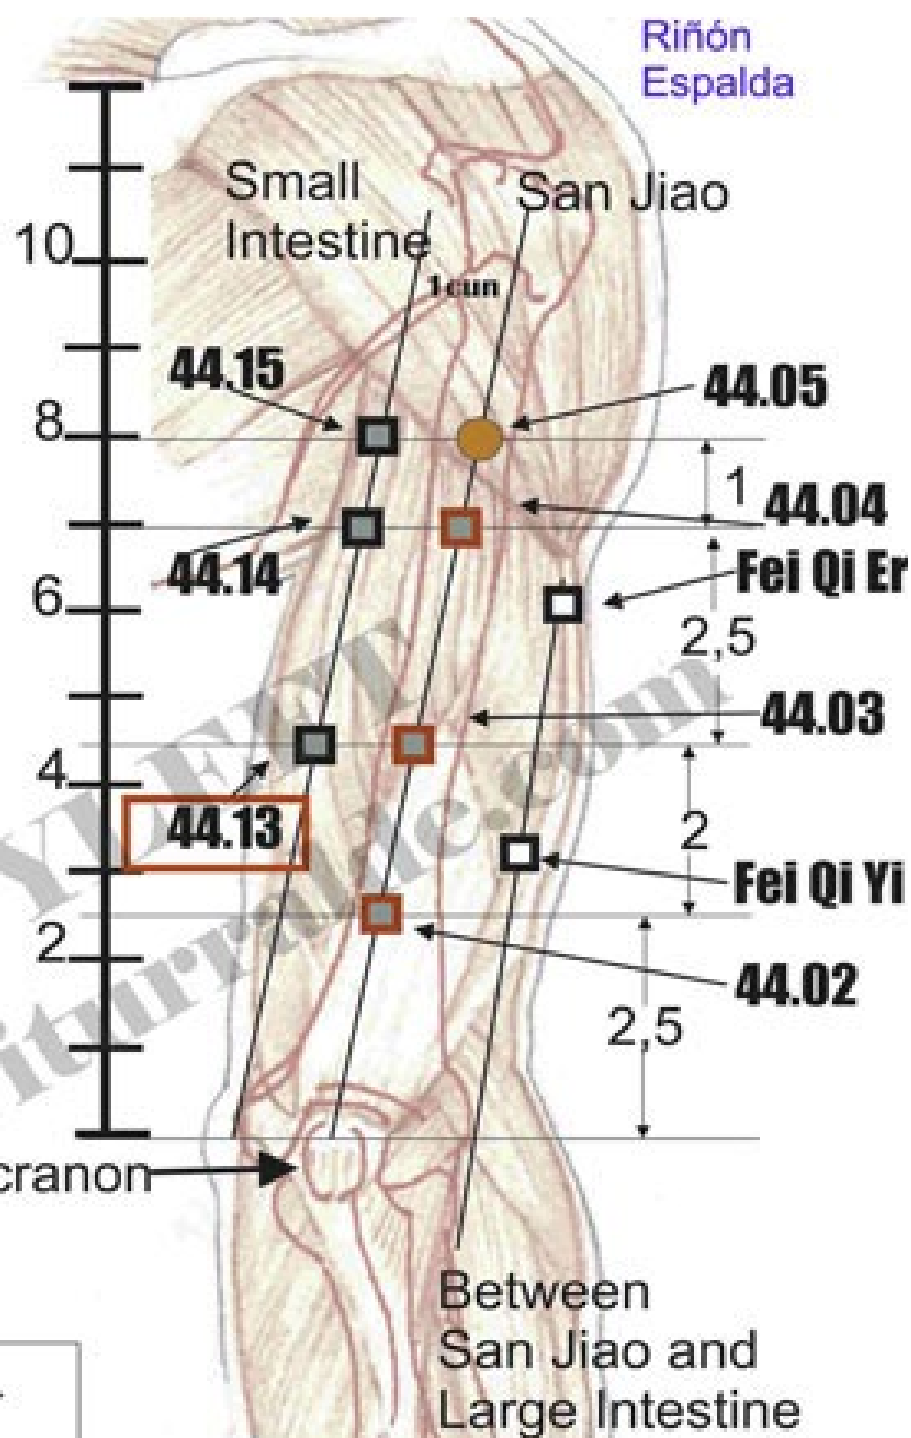 Riñón
Espalda
Small
Intestine
San Jiao
1cun
10
44.15
44.05
8
1
44.04
44.14
Fei Qi Er
6
2,5
44.03
4
44.13
2
Fei Qi Yi
2
44.02
2,5
cranon
Between
San Jiao and
Large Intestine